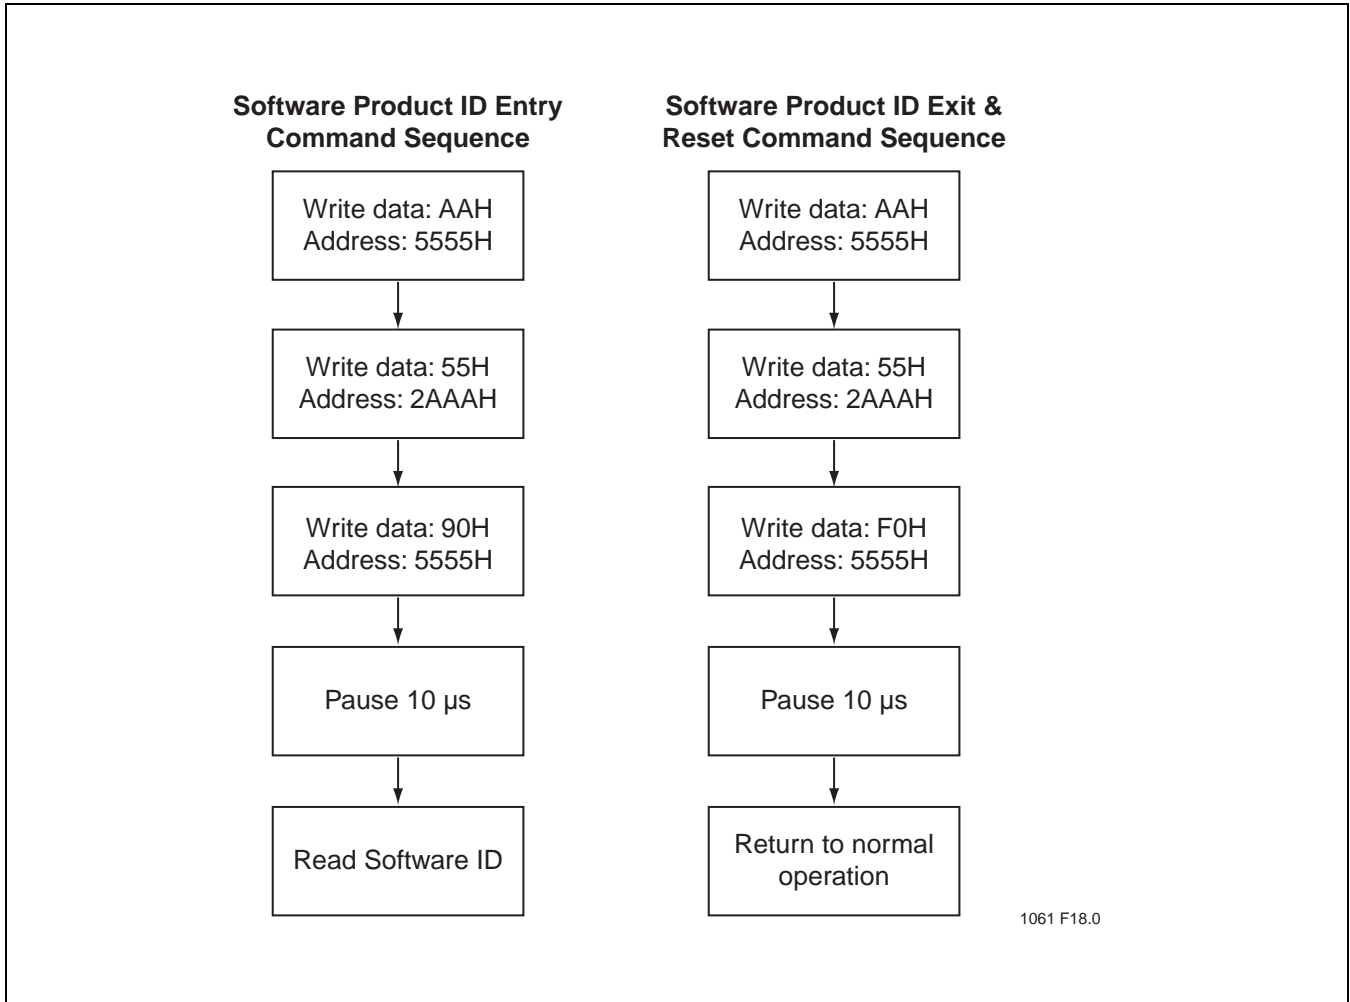 Software Product ID Entry
Command Sequence
Write data: AAH
Address: 5555H
Write data: 55H
Address: 2AAAH
Write data: 90H
Address: 5555H
Pause 10 µs
Read Software ID
Software Product ID Exit &
Reset Command Sequence
Write data: AAH
Address: 5555H
Write data: 55H
Address: 2AAAH
Write data: F0H
Address: 5555H
Pause 10 µs
Return to normal
operation
1061 F18.0